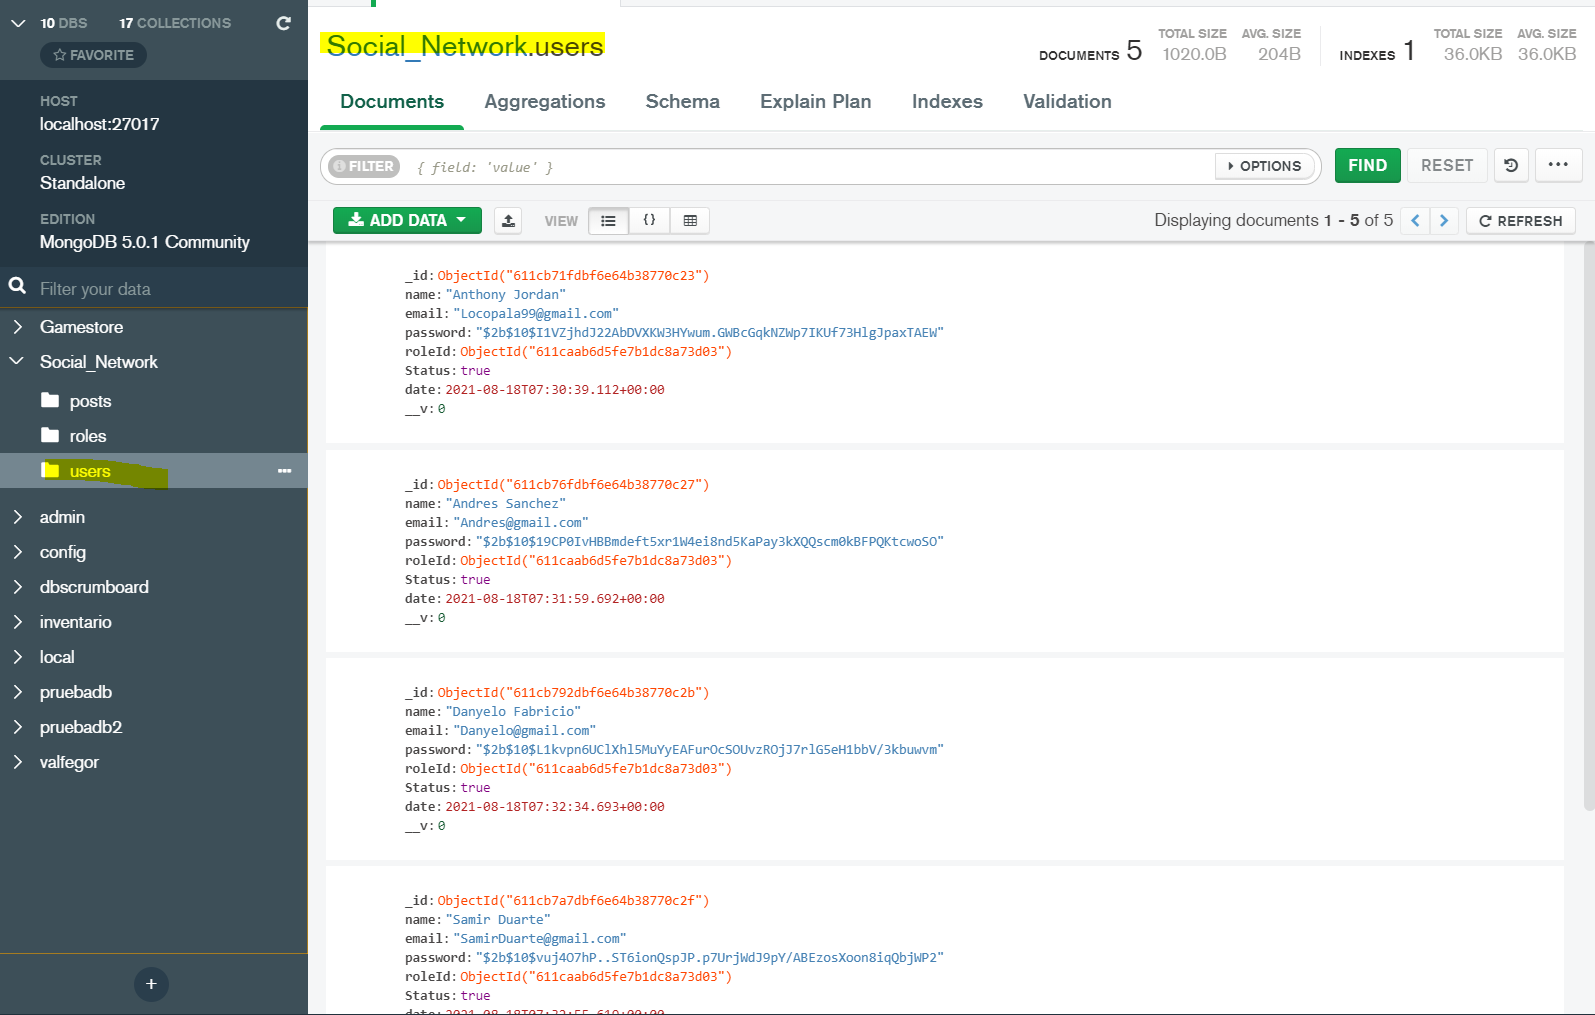 10 DBS 17 COLLECTIONS
FAVORITE
HOST
localhost:27017
CLUSTER
Standalone
EDITION
MongoDB 5.0.1 Community
Filter your data
Gamestore
Social_Network
posts
roles
users
admin
config
dbscrumboard
inventario
local
pruebadb
pruebadb2
valfegor
Social_Network.users
DOCUMENTS 5 TOTAL SIZE 1020.0B AVG. SIZE 204B INDEXES 1 TOTAL SIZE 36.0KB AVG. SIZE 36.0KB
Documents Aggregations Schema Explain Plan Indexes Validation
FILTER { field: 'value' } OPTIONS FIND RESET
ADD DATA VIEW {} Displaying documents 1 - 5 of 5 REFRESH
_id: ObjectId("611cb71fdbf6e64b38770c23")
name: "Anthony Jordan"
email: "Locopala99@gmail.com"
password: "$2b$10$I1VZjhdJ22AbDVXKW3HYwum.GWBcGqkNZWp7IKUf73HlgJpaxTAEW"
roleId: ObjectId("611caab6d5fe7b1dc8a73d03")
Status: true
date: 2021-08-18T07:30:39.112+00:00
__v: 0
_id: ObjectId("611cb76fdbf6e64b38770c27")
name: "Andres Sanchez"
email: "Andres@gmail.com"
password: "$2b$10$19CP0IvHBBmdeft5xr1W4ei8nd5KaPay3kXQQscm0kBFPQKtcwoSO"
roleId: ObjectId("611caab6d5fe7b1dc8a73d03")
Status: true
date: 2021-08-18T07:31:59.692+00:00
__v: 0
_id: ObjectId("611cb792dbf6e64b38770c2b")
name: "Danyelo Fabricio"
email: "Danyelo@gmail.com"
password: "$2b$10$L1kvpn6UClXhl5MuYyEAFurOcSOUvzROjJ7rlG5eH1bbV/3kbuwvm"
roleId: ObjectId("611caab6d5fe7b1dc8a73d03")
Status: true
date: 2021-08-18T07:32:34.693+00:00
__v: 0
_id: ObjectId("611cb7a7dbf6e64b38770c2f")
name: "Samir Duarte"
email: "SamirDuarte@gmail.com"
password: "$2b$10$vuj4O7hP..ST6ionQspJP.p7UrjWdJ9pY/ABEzosXoon8iqQbjWP2"
roleId: ObjectId("611caab6d5fe7b1dc8a73d03")
Status: true
date: 2021-08-18T07:32:55.610+00:00